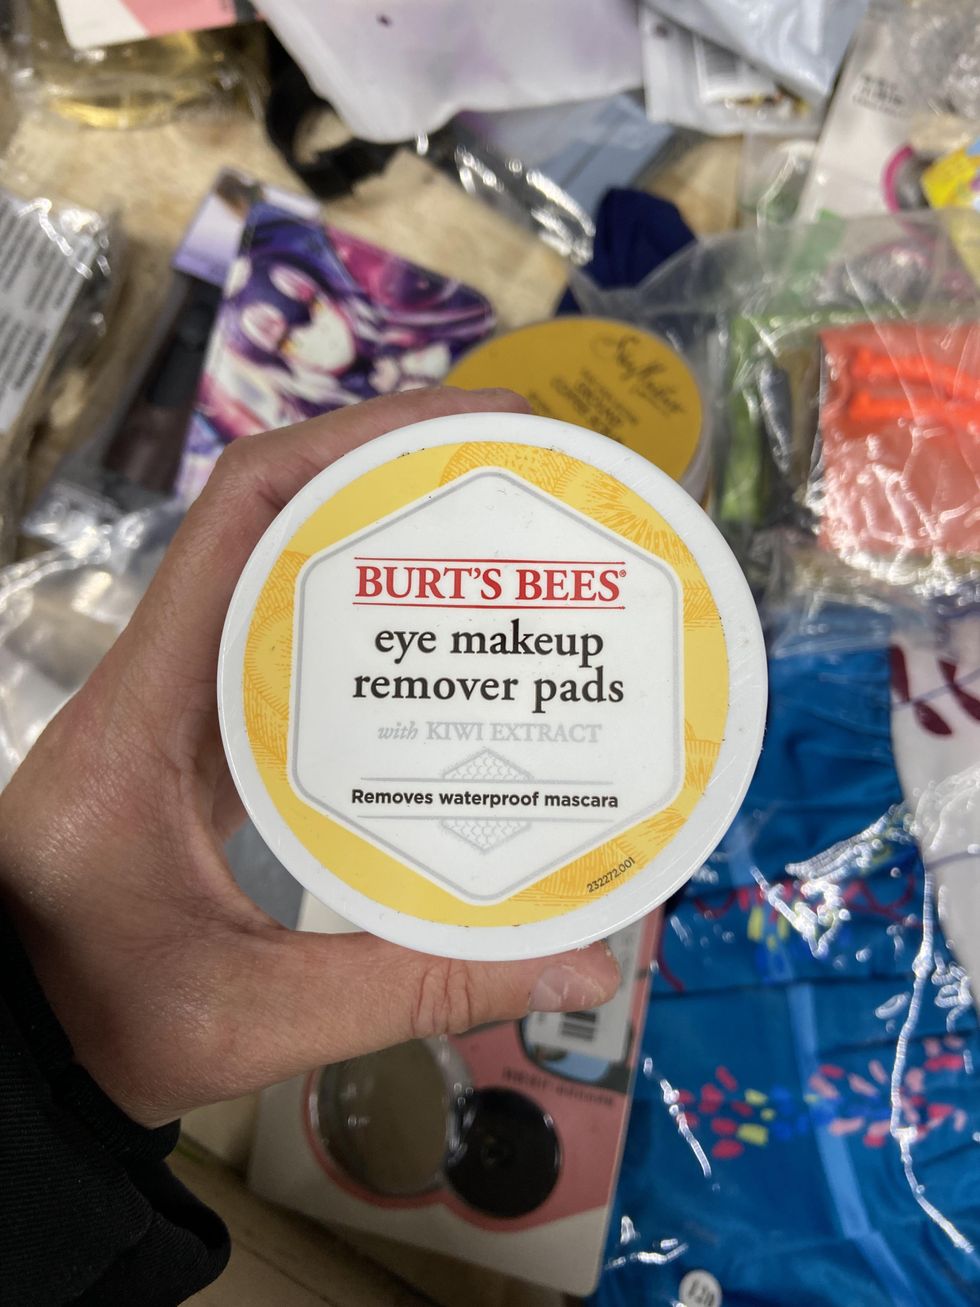 BURT'S BEES®
eye makeup
remover pads
with KIWI EXTRACT
Removes waterproof mascara
232272.001